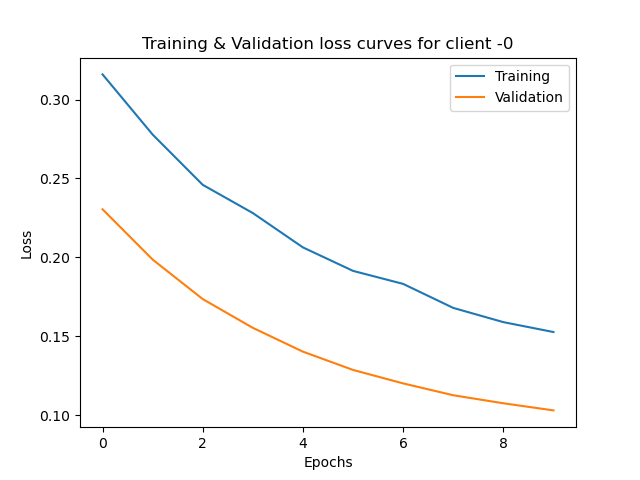 Training & Validation loss curves for client -0
Training
Validation
0.30
0.25
0.20
0.15
0.10
Loss
0 2 4 6 8
Epochs